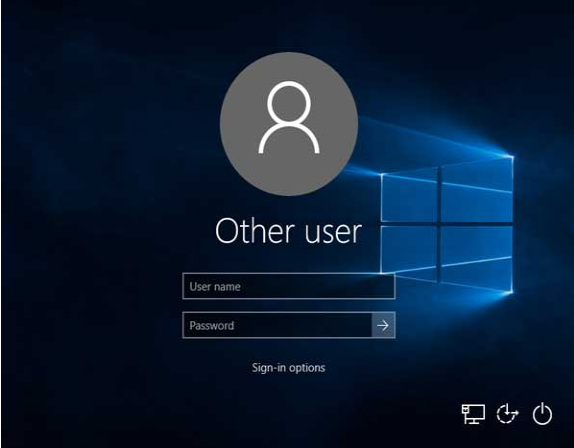 Other user
User name
Password
Sign-in options